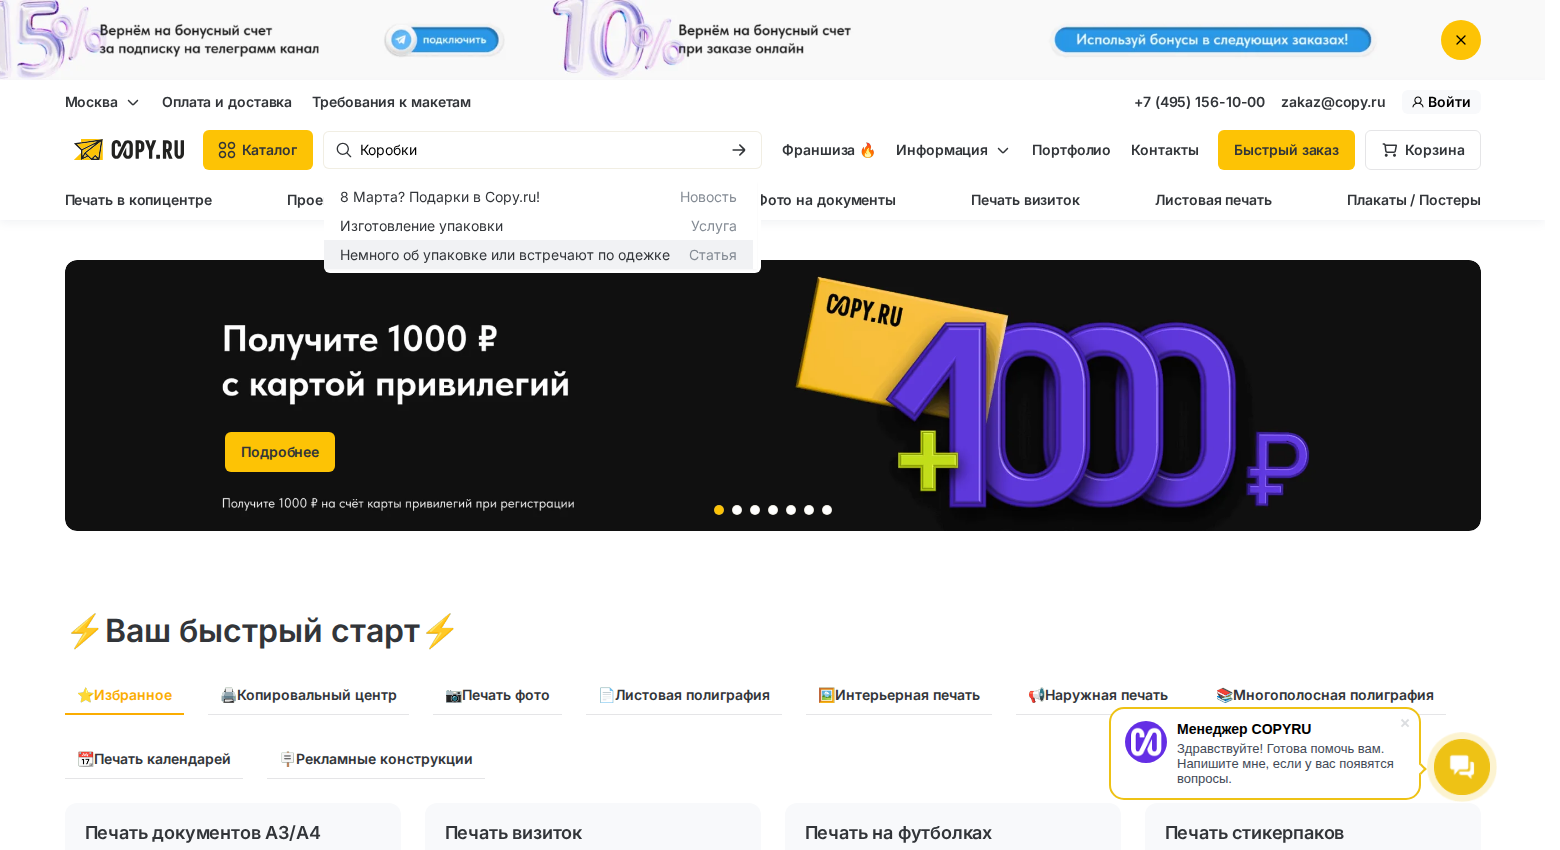 15%
Вернём на бонусный счет
за подписку на телеграмм канал
подключить
10%
Вернём на бонусный счет
при заказе онлайн
Используй бонусы в следующих заказах!
Москва
Оплата и доставка
Требования к макетам
+7 (495) 156-10-00
zakaz@copy.ru
Войти
COPY.RU
Каталог
Коробки
Франшиза 🔥
Информация
Портфолио
Контакты
Быстрый заказ
Корзина
8 Марта? Подарки в Copy.ru!
Новость
Изготовление упаковки
Услуга
Немного об упаковке или встречают по одежке
Статья
Печать в копицентре
Прое
Фото на документы
Печать визиток
Листовая печать
Плакаты / Постеры
Получите 1000 ₽
с картой привилегий
Подробнее
Получите 1000 ₽ на счёт карты привилегий при регистрации
COPY.RU
+1000 ₽
⚡Ваш быстрый старт⚡
⭐Избранное
🖨️Копировальный центр
📷Печать фото
📄Листовая полиграфия
🖼️Интерьерная печать
📢Наружная печать
📚Многополосная полиграфия
📆Печать календарей
🪧Рекламные конструкции
Менеджер COPYRU
Здравствуйте! Готова помочь вам.
Напишите мне, если у вас появятся
вопросы.
Печать документов А3/А4
Печать визиток
Печать на футболках
Печать стикерпаков